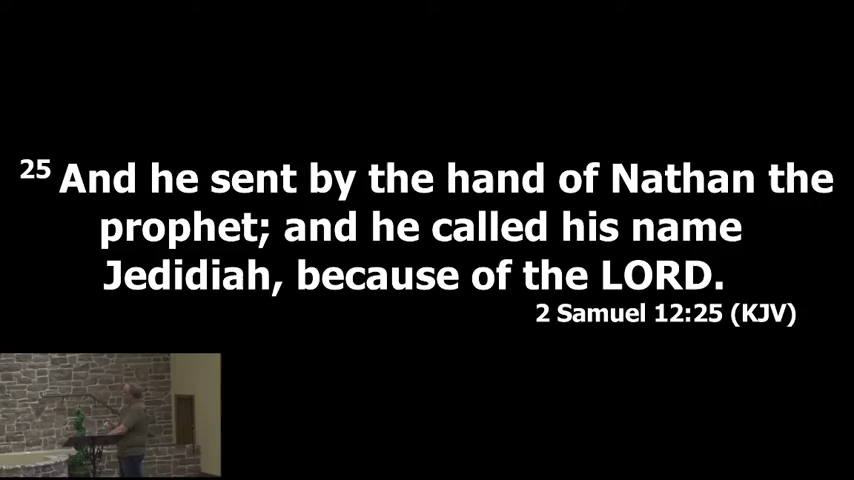 25 And he sent by the hand of Nathan the
prophet; and he called his name
Jedidiah, because of the LORD.
2 Samuel 12:25 (KJV)